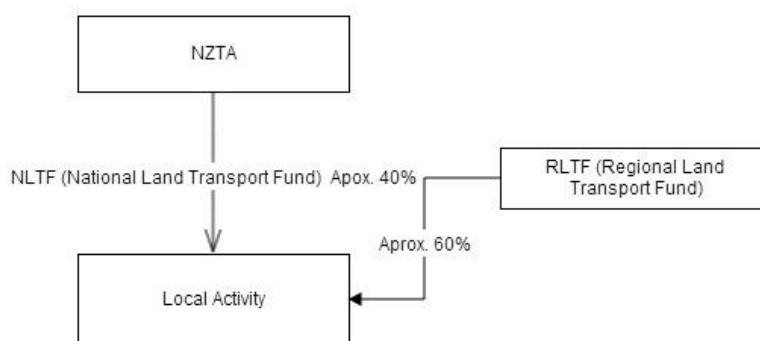 NZTA
NLTF (National Land Transport Fund)  Apox. 40%
RLTF (Regional Land
Transport Fund)
Aprox. 60%
Local Activity